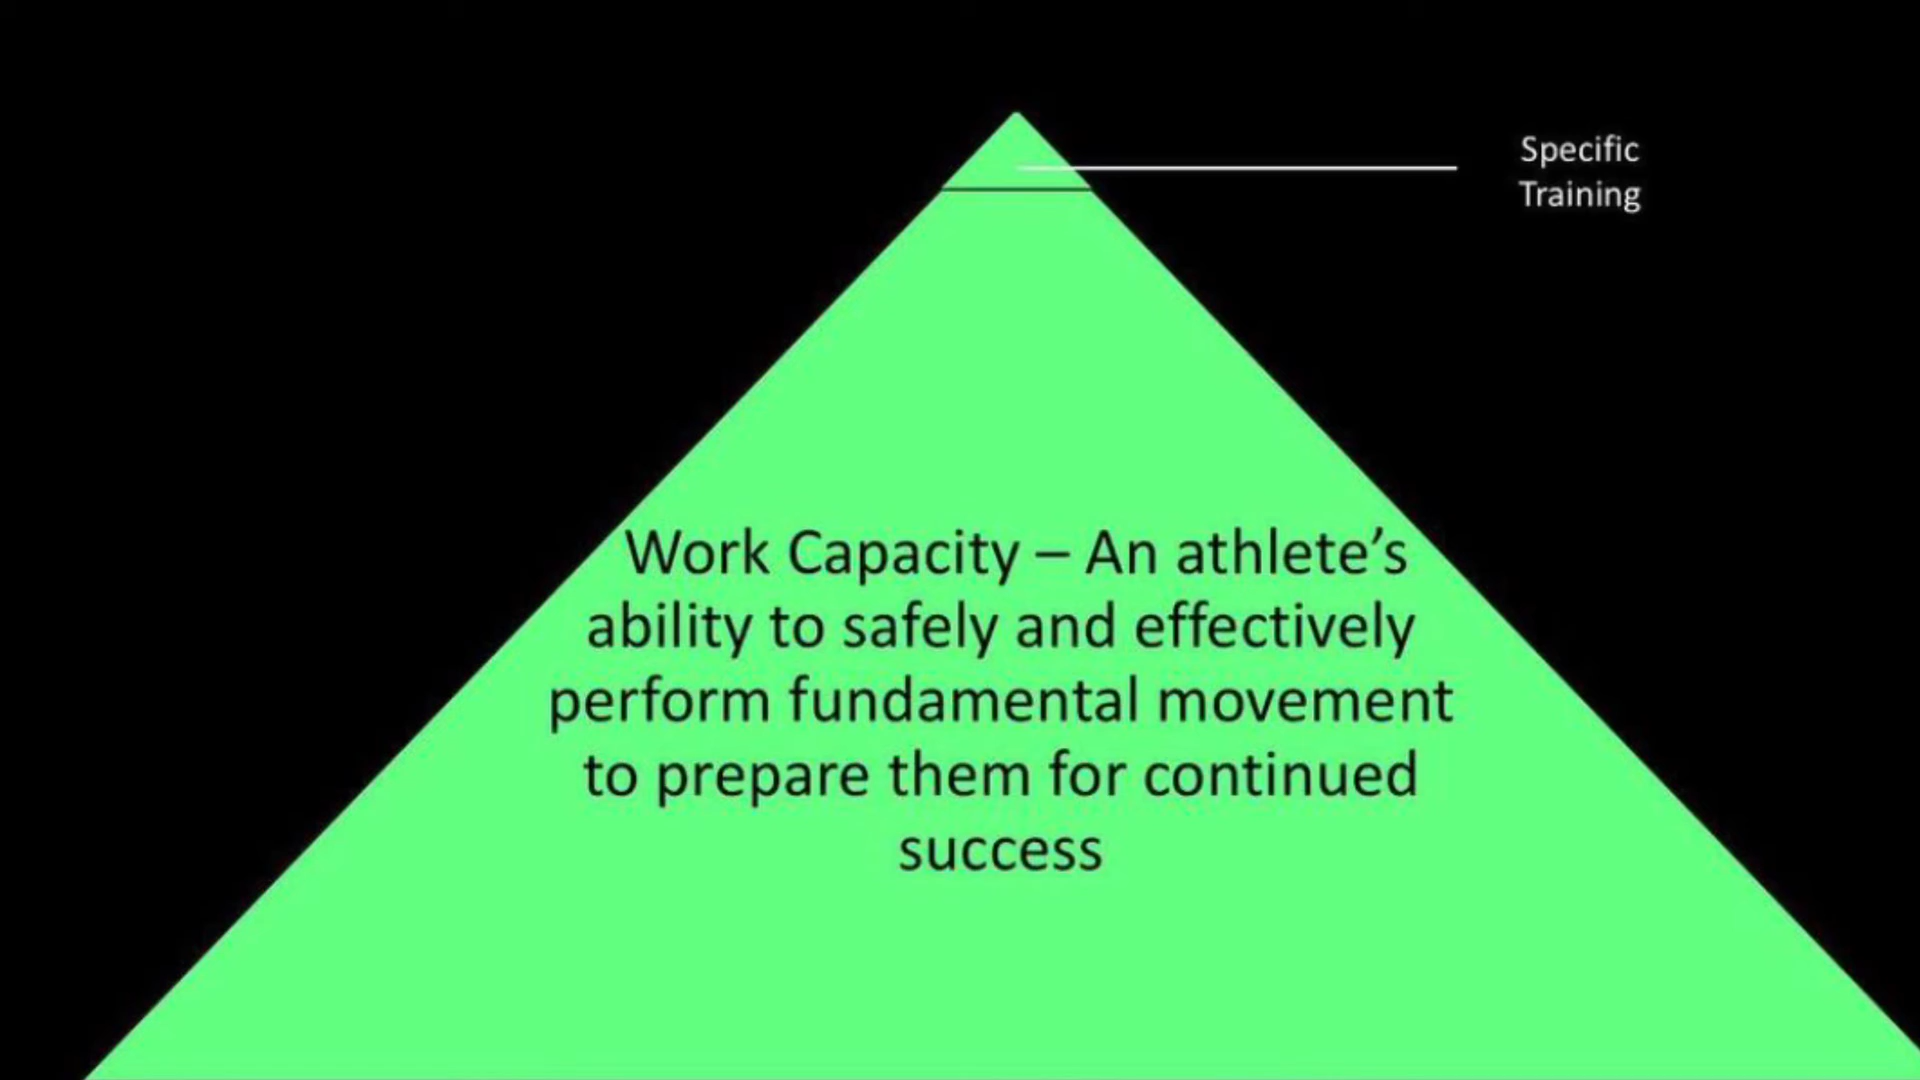 Specific
Training
Work Capacity – An athlete’s
ability to safely and effectively
perform fundamental movement
to prepare them for continued
success